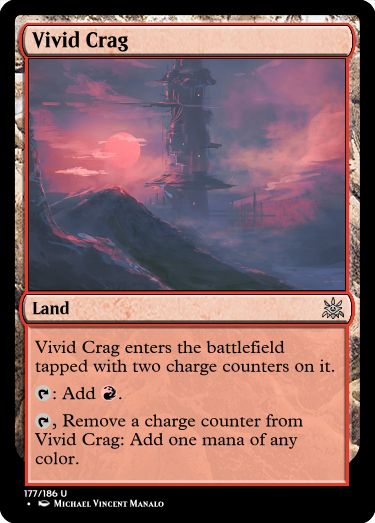 Vivid Crag
Land
Vivid Crag enters the battlefield
tapped with two charge counters on it.
: Add .
, Remove a charge counter from
Vivid Crag: Add one mana of any
color.
177/186 U
• Michael Vincent Manalo